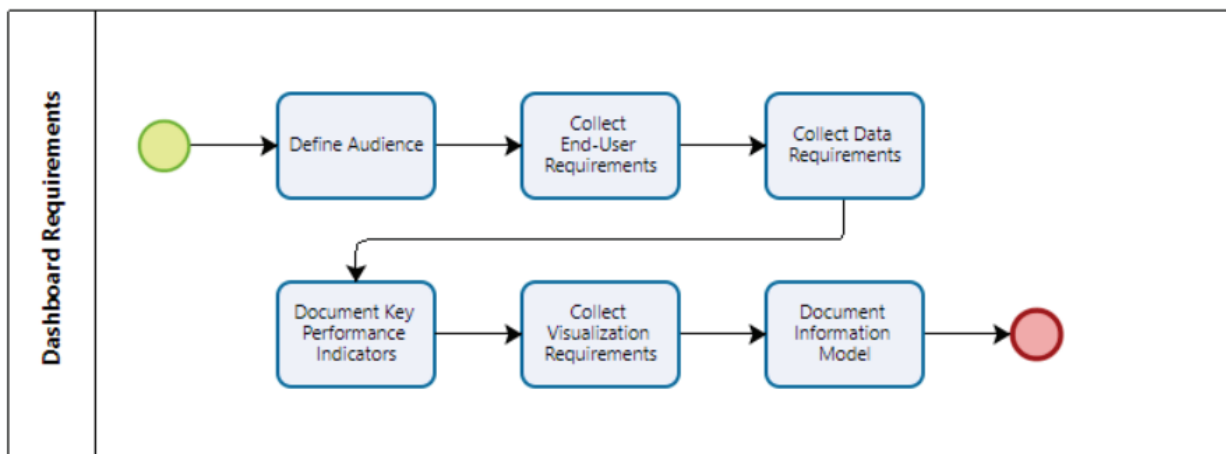 Dashboard Requirements
Define Audience
Collect
End-User
Requirements
Collect Data
Requirements
Document Key
Performance
Indicators
Collect
Visualization
Requirements
Document
Information
Model